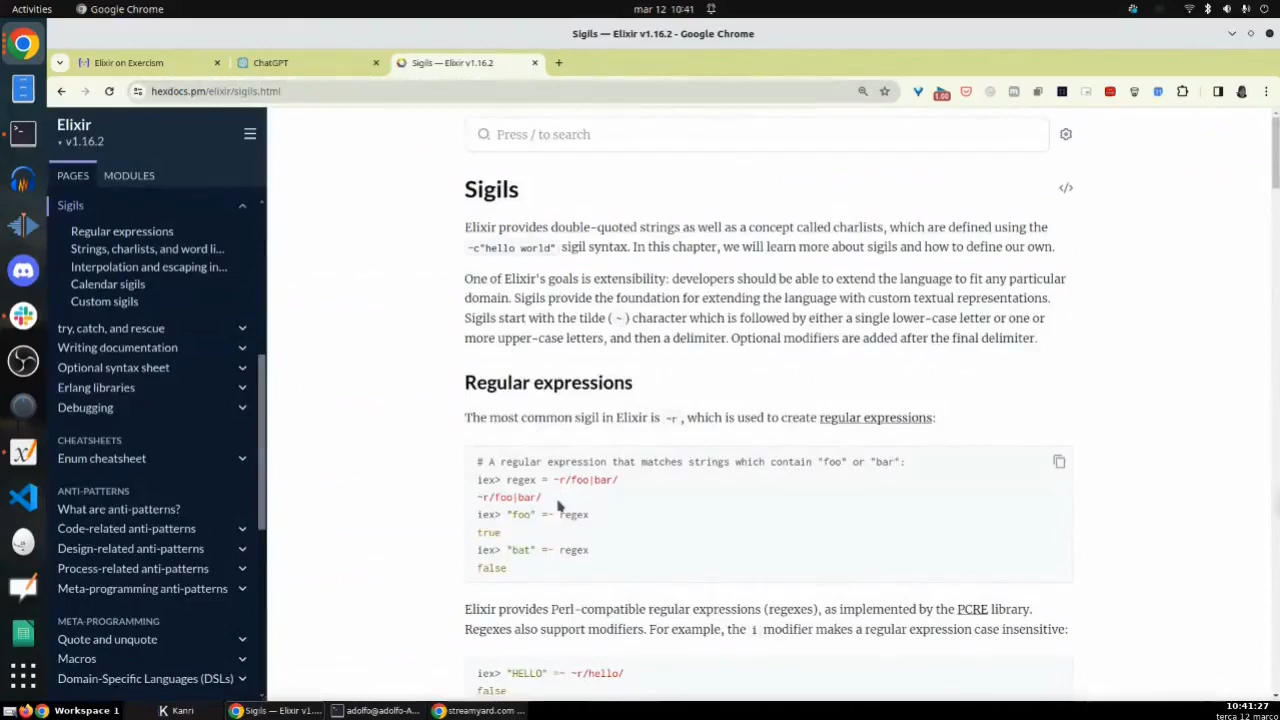 Activities
Google Chrome
mar 12 10:41
Sigils — Elixir v1.16.2 - Google Chrome
Elixir on Exercism
ChatGPT
Sigils — Elixir v1.16.2
hexdocs.pm/elixir/sigils.html
1.00
Elixir
v1.16.2
PAGES
MODULES
Sigils
Regular expressions
Strings, charlists, and word li...
Interpolation and escaping in...
Calendar sigils
Custom sigils
try, catch, and rescue
Writing documentation
Optional syntax sheet
Erlang libraries
Debugging
CHEATSHEETS
Enum cheatsheet
ANTI-PATTERNS
What are anti-patterns?
Code-related anti-patterns
Design-related anti-patterns
Process-related anti-patterns
Meta-programming anti-patterns
META-PROGRAMMING
Quote and unquote
Macros
Domain-Specific Languages (DSLs)
Press / to search
Sigils
</>
Elixir provides double-quoted strings as well as a concept called charlists, which are defined using the
~c"hello world" sigil syntax. In this chapter, we will learn more about sigils and how to define our own.
One of Elixir's goals is extensibility: developers should be able to extend the language to fit any particular
domain. Sigils provide the foundation for extending the language with custom textual representations.
Sigils start with the tilde ( ~ ) character which is followed by either a single lower-case letter or one or
more upper-case letters, and then a delimiter. Optional modifiers are added after the final delimiter.
Regular expressions
The most common sigil in Elixir is ~r , which is used to create regular expressions:
# A regular expression that matches strings which contain "foo" or "bar":
iex> regex = ~r/foo|bar/
~r/foo|bar/
iex> "foo" =~ regex
true
iex> "bat" =~ regex
false
Elixir provides Perl-compatible regular expressions (regexes), as implemented by the PCRE library.
Regexes also support modifiers. For example, the i modifier makes a regular expression case insensitive:
iex> "HELLO" =~ ~r/hello/
false
Workspace 1
Kanri
Sigils — Elixir v1....
adolfo@adolfo-A...
streamyard.com ...
10:41:27
terça 12 março